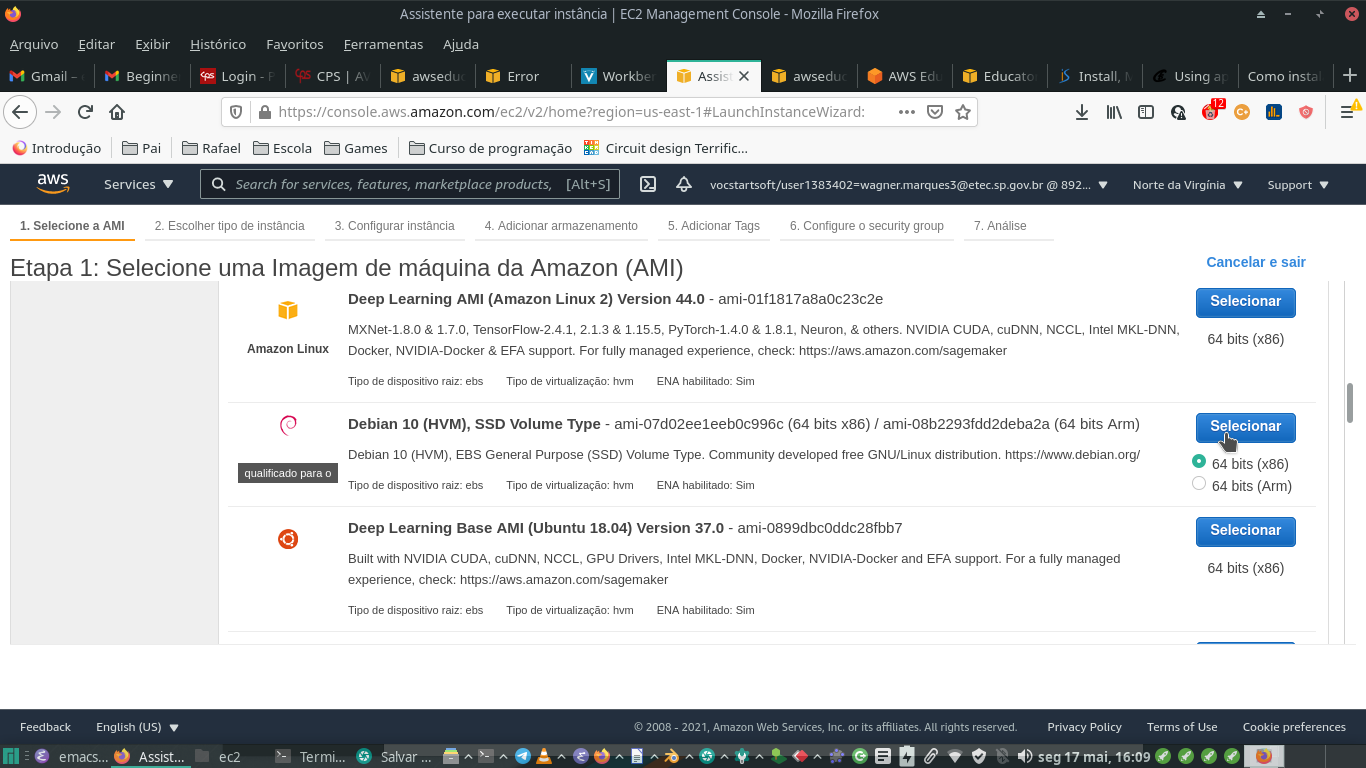 Assistente para executar instância | EC2 Management Console - Mozilla Firefox
Arquivo Editar Exibir Histórico Favoritos Ferramentas Ajuda
Gmail – Beginner Login - P CPS | AV awseduc Error Workbe Assist awseduc AWS Edu Educator Install, M Using ap Como insta
https://console.aws.amazon.com/ec2/v2/home?region=us-east-1#LaunchInstanceWizard:
12
Introdução Pai Rafael Escola Games Curso de programação Circuit design Terrific...
aws Services Search for services, features, marketplace products, [Alt+S] vocstartsoft/user1383402=wagner.marques3@etec.sp.gov.br @ 892... Norte da Virgínia Support
1. Selecione a AMI 2. Escolher tipo de instância 3. Configurar instância 4. Adicionar armazenamento 5. Adicionar Tags 6. Configure o security group 7. Análise
Etapa 1: Selecione uma Imagem de máquina da Amazon (AMI) Cancelar e sair
Deep Learning AMI (Amazon Linux 2) Version 44.0 - ami-01f1817a8a0c23c2e Selecionar
MXNet-1.8.0 & 1.7.0, TensorFlow-2.4.1, 2.1.3 & 1.15.5, PyTorch-1.4.0 & 1.8.1, Neuron, & others. NVIDIA CUDA, cuDNN, NCCL, Intel MKL-DNN,
64 bits (x86)
Amazon Linux Docker, NVIDIA-Docker & EFA support. For fully managed experience, check: https://aws.amazon.com/sagemaker
Tipo de dispositivo raiz: ebs Tipo de virtualização: hvm ENA habilitado: Sim
Debian 10 (HVM), SSD Volume Type - ami-07d02ee1eeb0c996c (64 bits x86) / ami-08b2293fdd2deba2a (64 bits Arm) Selecionar
Debian 10 (HVM), EBS General Purpose (SSD) Volume Type. Community developed free GNU/Linux distribution. https://www.debian.org/
64 bits (x86)
qualificado para o
Tipo de dispositivo raiz: ebs Tipo de virtualização: hvm ENA habilitado: Sim 64 bits (Arm)
Deep Learning Base AMI (Ubuntu 18.04) Version 37.0 - ami-0899dbc0ddc28fbb7 Selecionar
Built with NVIDIA CUDA, cuDNN, NCCL, GPU Drivers, Intel MKL-DNN, Docker, NVIDIA-Docker and EFA support. For a fully managed
64 bits (x86)
experience, check: https://aws.amazon.com/sagemaker
Tipo de dispositivo raiz: ebs Tipo de virtualização: hvm ENA habilitado: Sim
Feedback English (US) © 2008 - 2021, Amazon Web Services, Inc. or its affiliates. All rights reserved. Privacy Policy Terms of Use Cookie preferences
emacs... Assist... ec2 Termi... Salvar ... seg 17 mai, 16:09